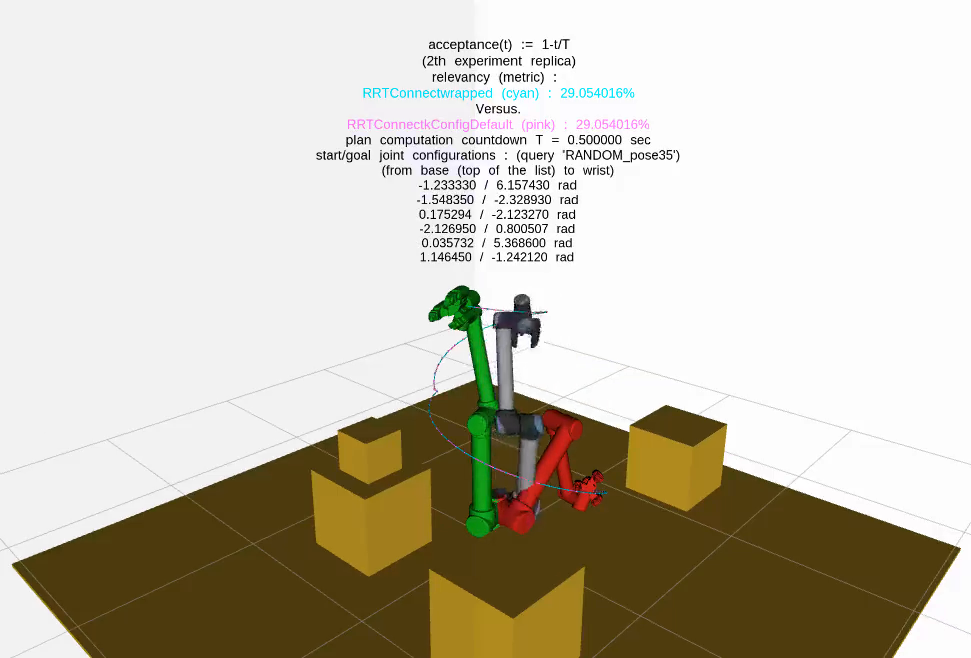 acceptance(t) := 1-t/T
(2th experiment replica)
relevancy (metric) :
RRTConnectwrapped (cyan) : 29.054016%
Versus.
RRTConnectkConfigDefault (pink) : 29.054016%
plan computation countdown T = 0.500000 sec
start/goal joint configurations : (query 'RANDOM_pose35')
(from base (top of the list) to wrist)
-1.233330 / 6.157430 rad
-1.548350 / -2.328930 rad
0.175294 / -2.123270 rad
-2.126950 / 0.800507 rad
0.035732 / 5.368600 rad
1.146450 / -1.242120 rad